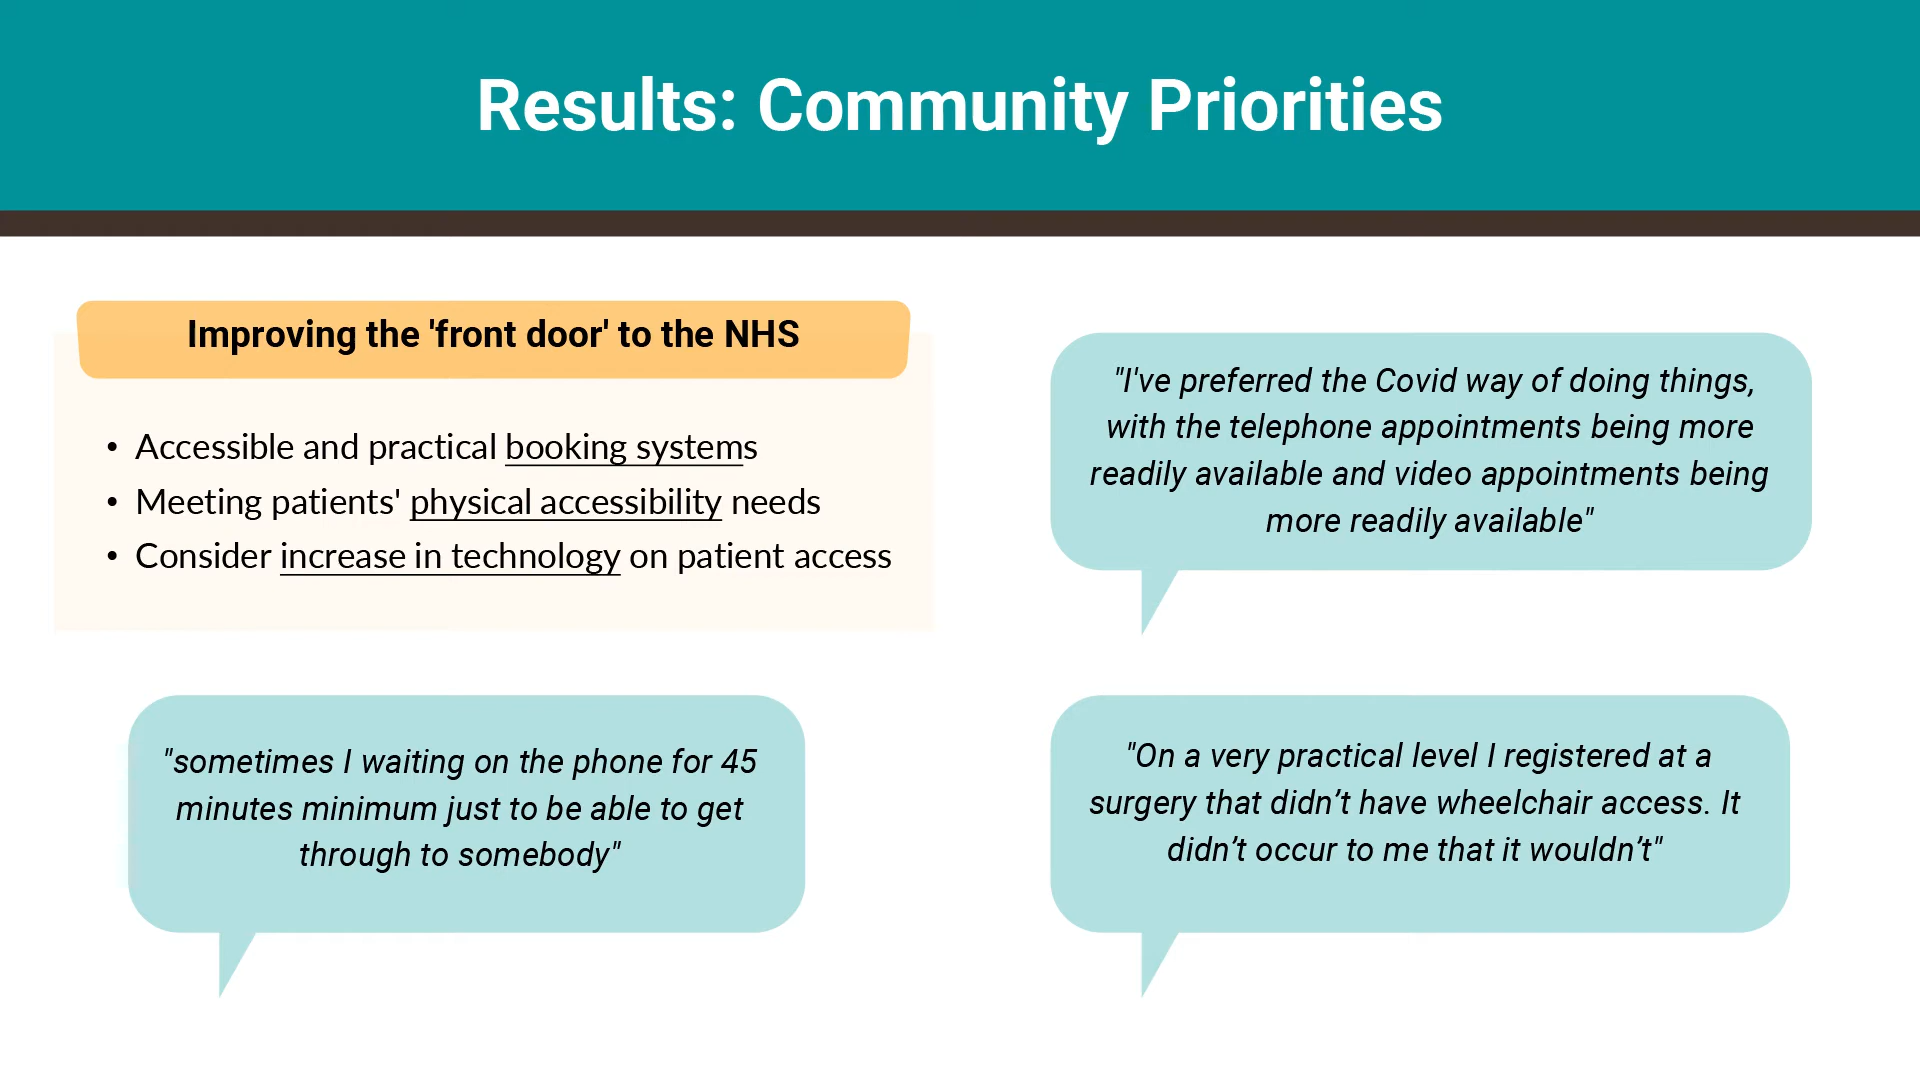 Results: Community Priorities
Improving the 'front door' to the NHS
• Accessible and practical booking systems
• Meeting patients' physical accessibility needs
• Consider increase in technology on patient access
"I've preferred the Covid way of doing things,
with the telephone appointments being more
readily available and video appointments being
more readily available"
"sometimes I waiting on the phone for 45
minutes minimum just to be able to get
through to somebody"
"On a very practical level I registered at a
surgery that didn’t have wheelchair access. It
didn’t occur to me that it wouldn’t"